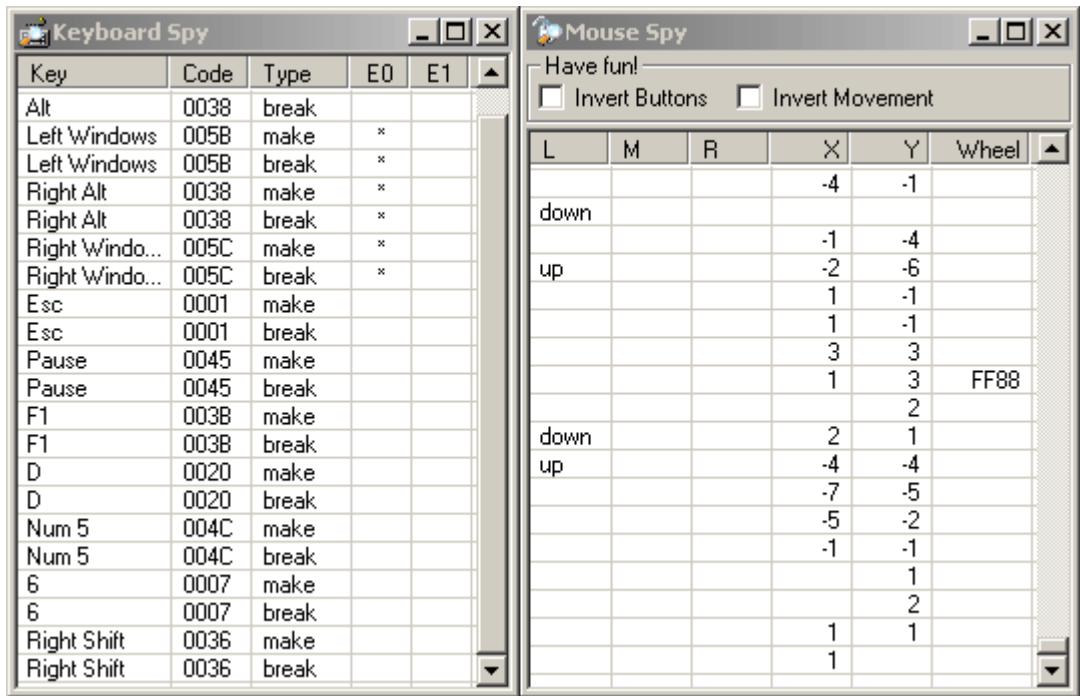 Keyboard Spy
Key Code Type E0 E1
Alt 0038 break
Left Windows 005B make *
Left Windows 005B break *
Right Alt 0038 make *
Right Alt 0038 break *
Right Windo... 005C make *
Right Windo... 005C break *
Esc 0001 make
Esc 0001 break
Pause 0045 make
Pause 0045 break
F1 003B make
F1 003B break
D 0020 make
D 0020 break
Num 5 004C make
Num 5 004C break
6 0007 make
6 0007 break
Right Shift 0036 make
Right Shift 0036 break
Mouse Spy
Have fun!
Invert Buttons Invert Movement
L M R X Y Wheel
-4 -1
down
-1 -4
up -2 -6
1 -1
1 -1
3 3
1 3 FF88
2
down 2 1
up -4 -4
-7 -5
-5 -2
-1 -1
1
2
1 1
1